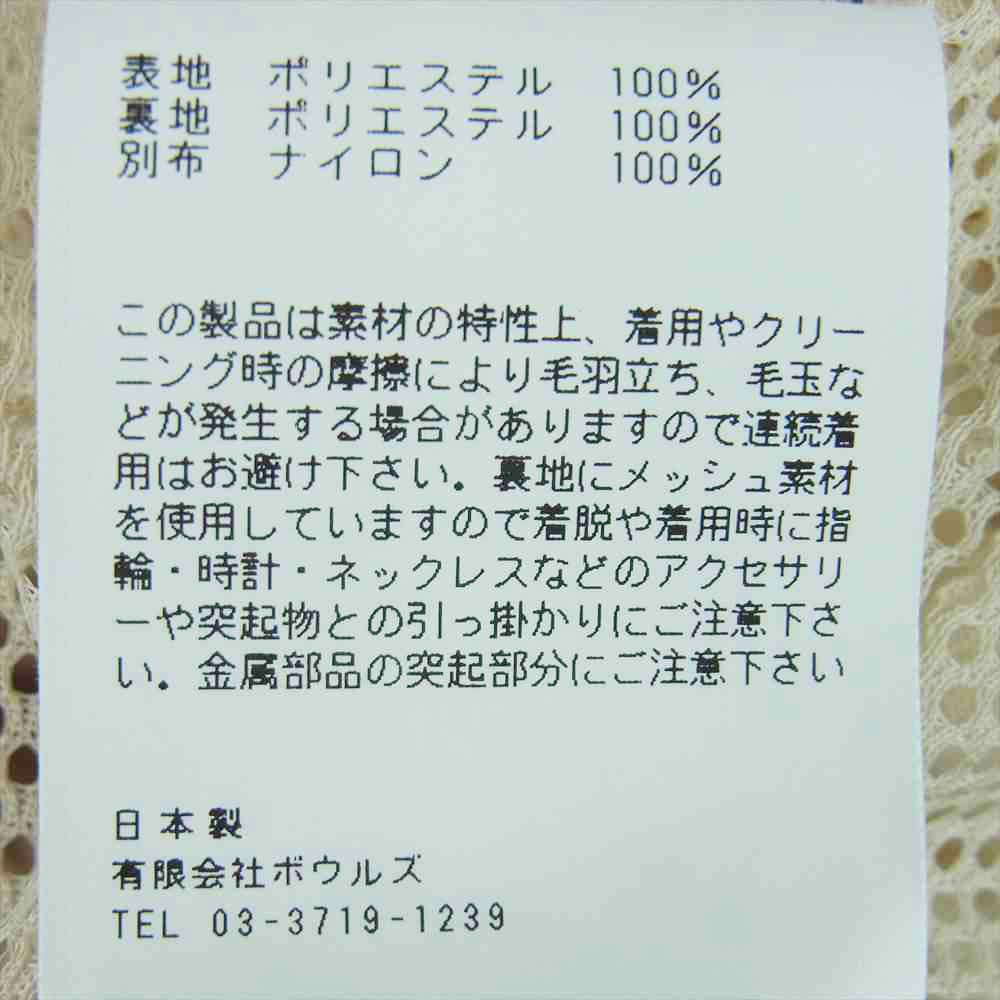 表地 ポリエステル 100%
裏地 ポリエステル 100%
別布 ナイロン 100%
この製品は素材の特性上、着用やクリー
ニング時の摩擦により毛羽立ち、毛玉な
どが発生する場合がありますので連続着
用はお避け下さい。裏地にメッシュ素材
を使用していますので着脱や着用時に指
輪・時計・ネックレスなどのアクセサリ
ーや突起物との引っ掛かりにご注意下さ
い。金属部品の突起部分にご注意下さい
日本製
有限会社ボウルズ
TEL 03-3719-1239